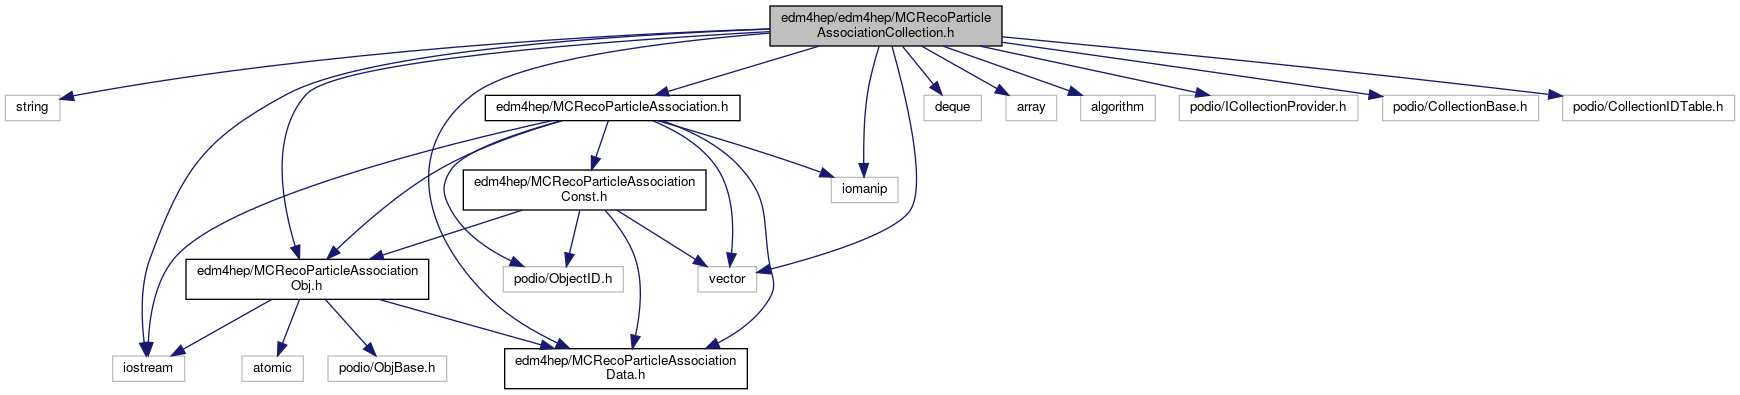 edm4hep/edm4hep/MCRecoParticle
AssociationCollection.h
string
edm4hep/MCRecoParticleAssociation.h
deque
array
algorithm
podio/ICollectionProvider.h
podio/CollectionBase.h
podio/CollectionIDTable.h
edm4hep/MCRecoParticleAssociation
Const.h
iomanip
edm4hep/MCRecoParticleAssociation
Obj.h
podio/ObjectID.h
vector
iostream
atomic
podio/ObjBase.h
edm4hep/MCRecoParticleAssociation
Data.h